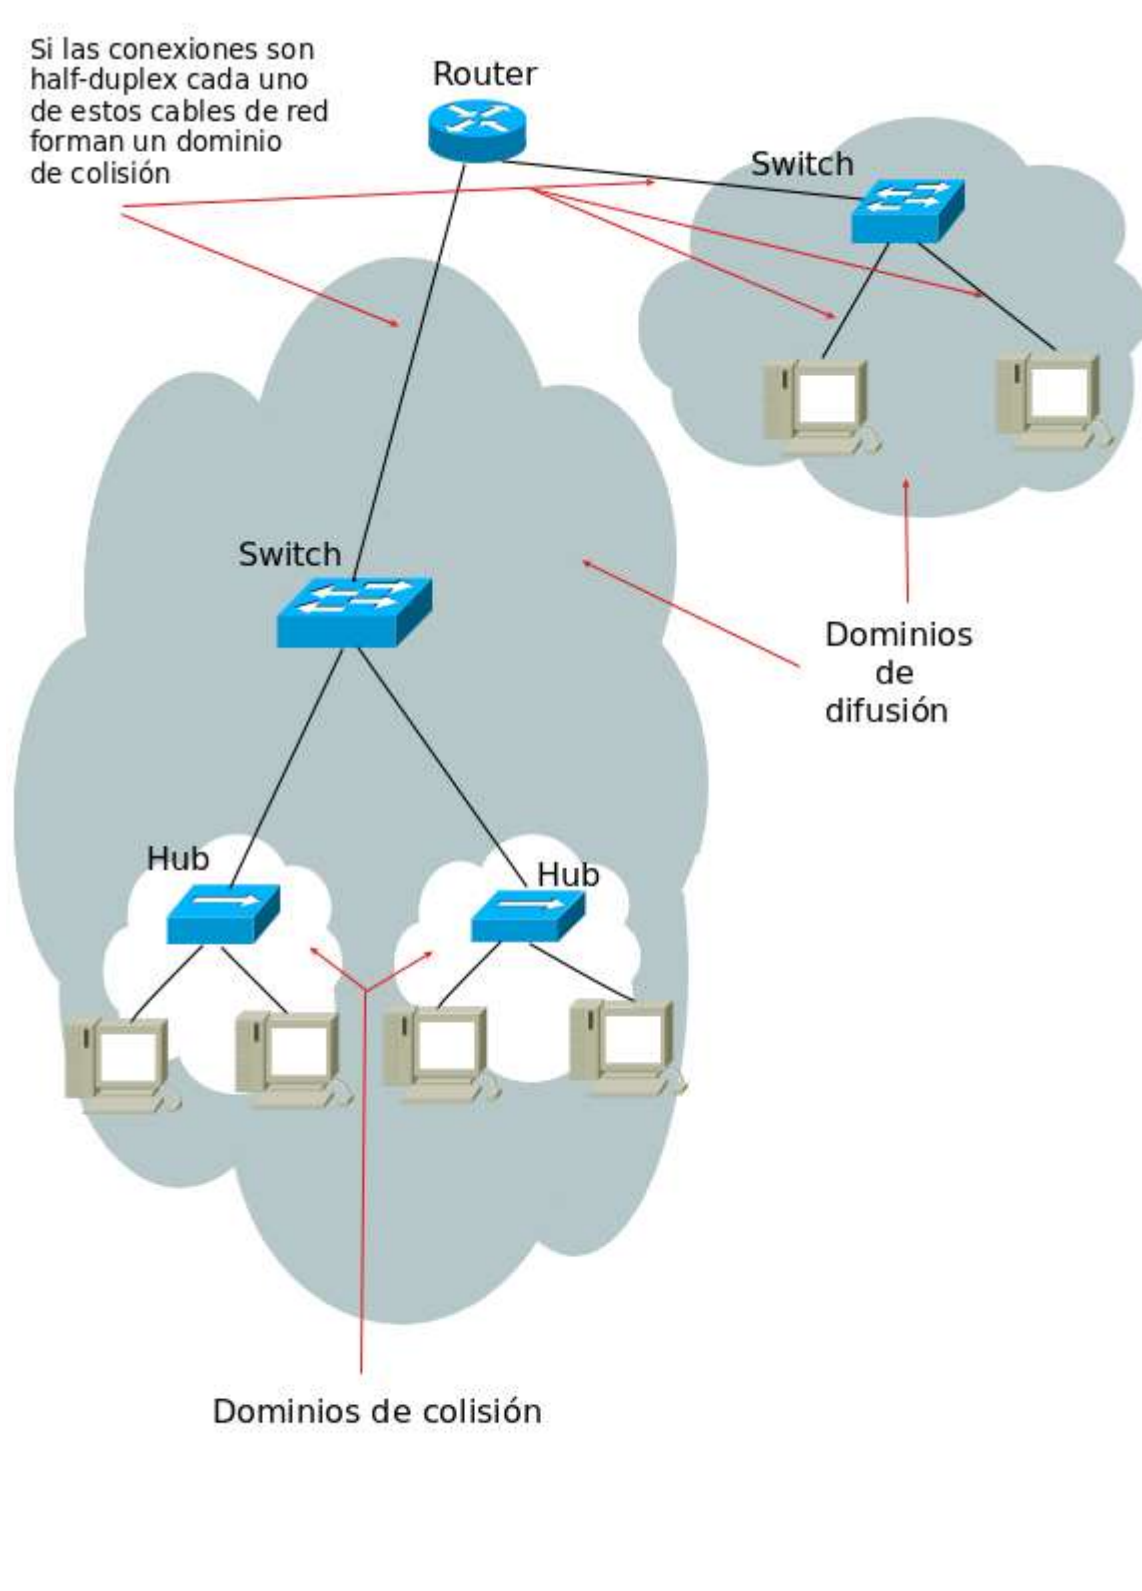 Si las conexiones son
half-duplex cada uno
de estos cables de red
forman un dominio
de colisión
Router
Switch
Switch
Dominios
de
difusión
Hub
Hub
Dominios de colisión